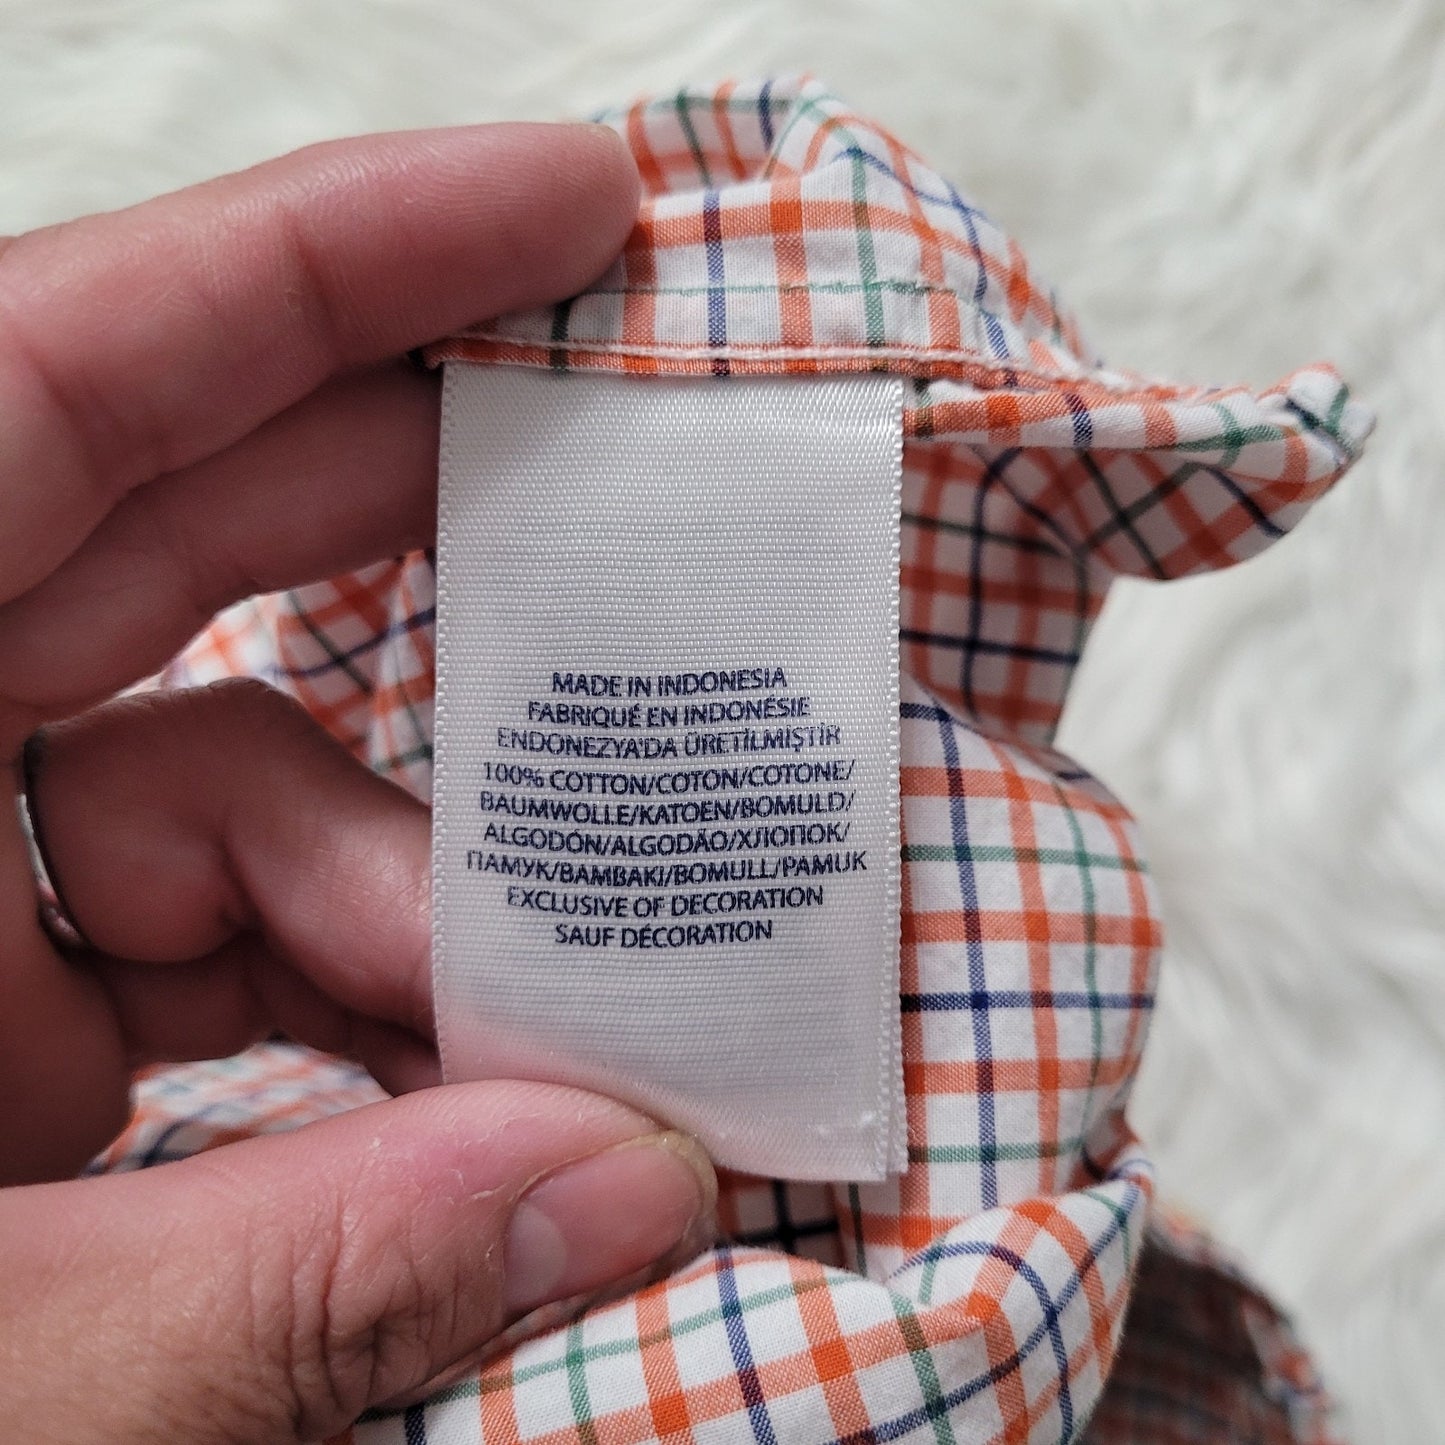 MADE IN INDONESIA
FABRIQUÉ EN INDONÉSIE
ENDONEZYA'DA ÜRETİLMİŞTİR
100% COTTON/COTON/COTONE/
BAUMWOLLE/KATOEN/BOMULD/
ALGODÓN/ALGODÃO/ХЛОПОК/
ПАМУК/BAMBAKI/BOMULL/PAMUK
EXCLUSIVE OF DECORATION
SAUF DÉCORATION